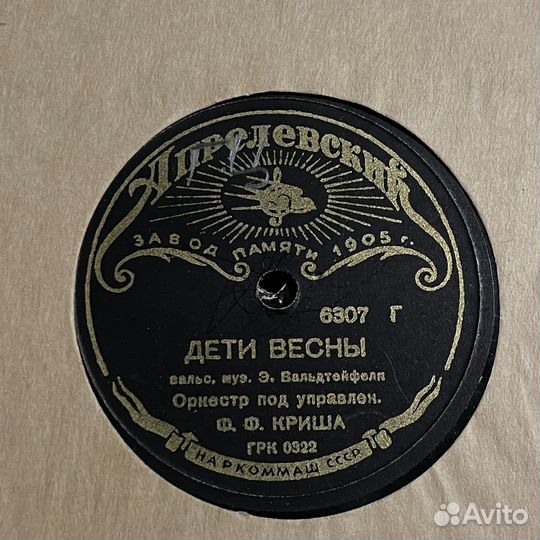 Апрелевский
ЗАВОД ПАМЯТИ 1905 г.
6307 Г
ДЕТИ ВЕСНЫ
вальс, муз. Э. Вальдтейфеля
Оркестр под управлен.
Ф. Ф. КРИША
ГРК 0322
НАРКОММАШ СССР
Avito